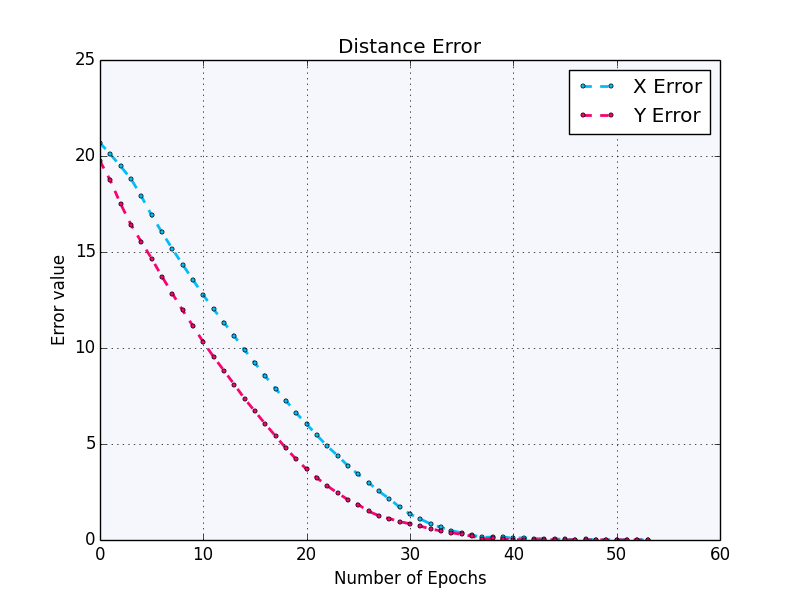 Distance Error
25
20
15
10
5
0
Error value
X Error
Y Error
0 10 20 30 40 50 60
Number of Epochs